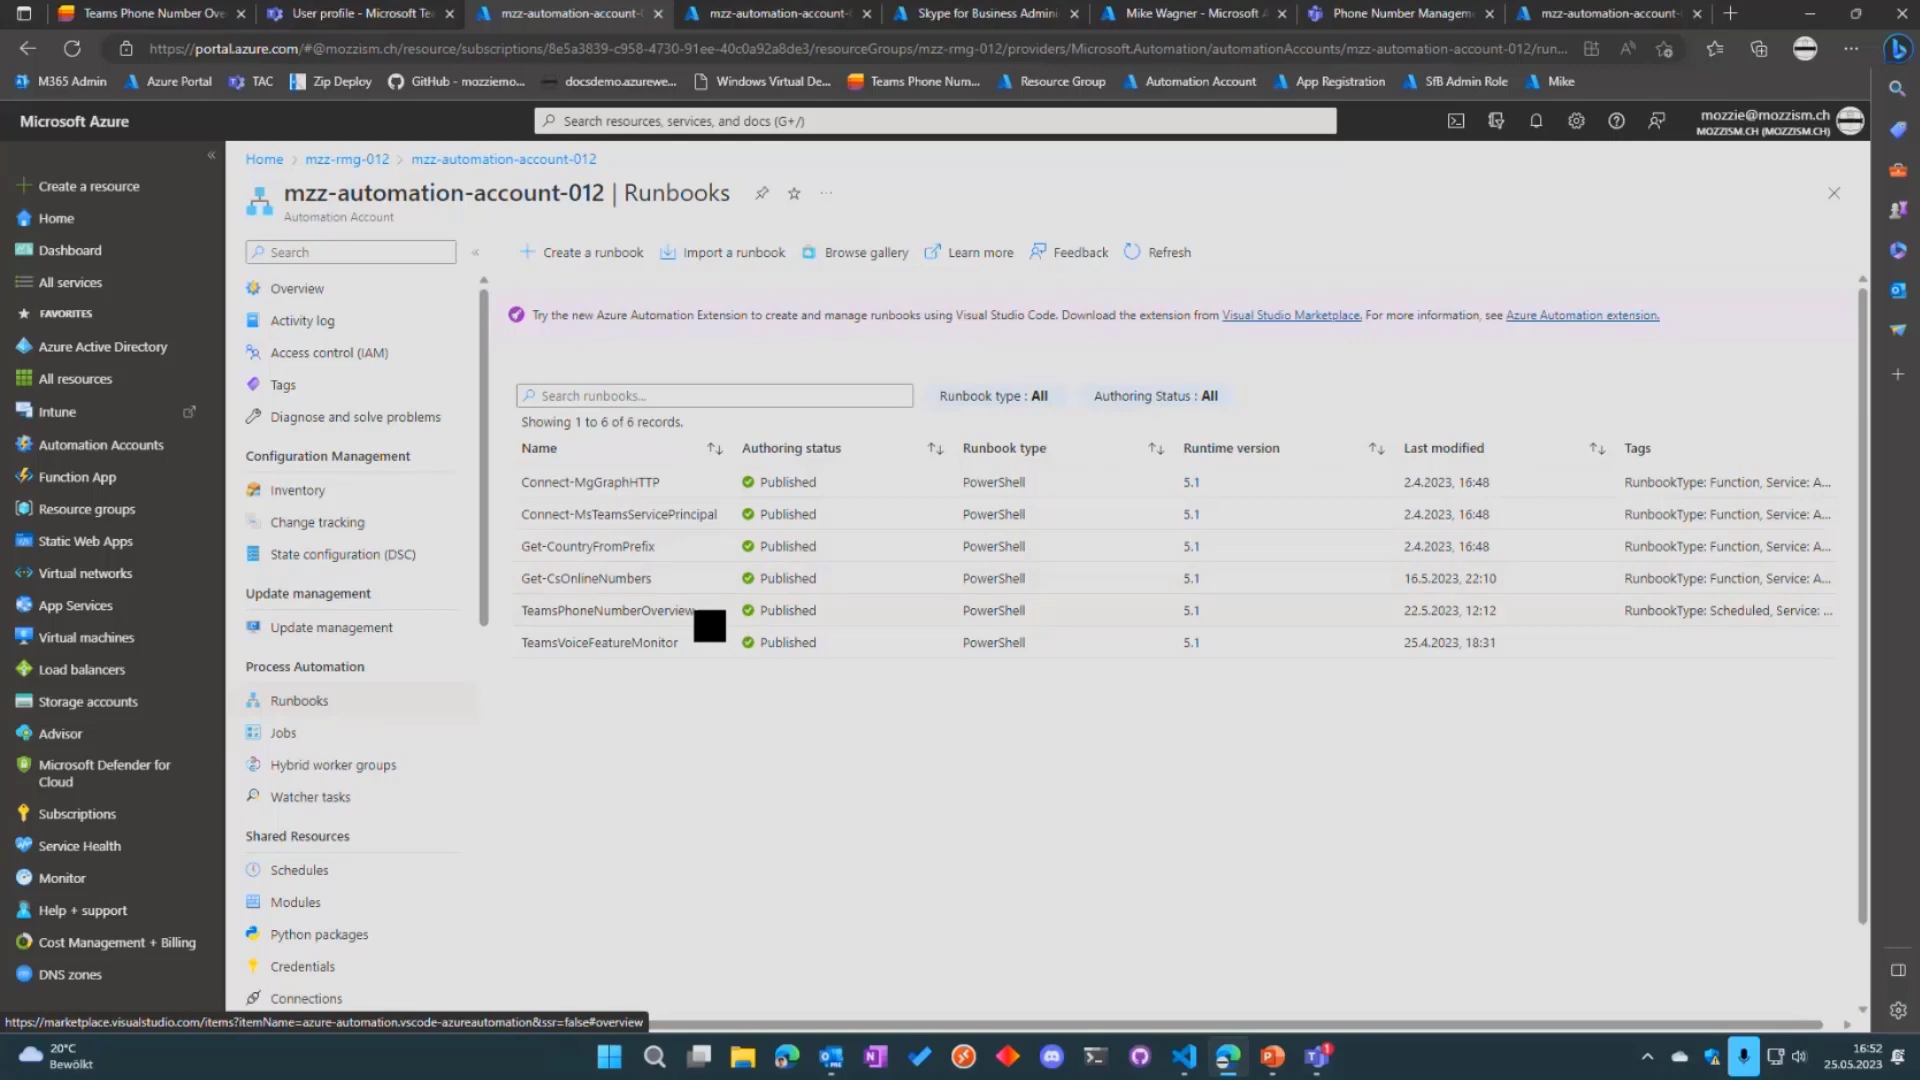 Teams Phone Number Ove
User profile - Microsoft Te
mzz-automation-account-
mzz-automation-account-
Skype for Business Admini
Mike Wagner - Microsoft A
Phone Number Managem
mzz-automation-account-
https://portal.azure.com/#@mozzism.ch/resource/subscriptions/8e5a3839-c958-4730-91ee-40c0a92a8de3/resourceGroups/mzz-rmg-012/providers/Microsoft.Automation/automationAccounts/mzz-automation-account-012/run...
M365 Admin
Azure Portal
TAC
Zip Deploy
GitHub - mozziemo...
docsdemo.azurewe...
Windows Virtual De...
Teams Phone Num...
Resource Group
Automation Account
App Registration
SfB Admin Role
Mike
Microsoft Azure
Search resources, services, and docs (G+/)
mozzie@mozzism.ch
MOZZISM.CH (MOZZISM.CH)
Create a resource
Home
Dashboard
All services
FAVORITES
Azure Active Directory
All resources
Intune
Automation Accounts
Function App
Resource groups
Static Web Apps
Virtual networks
App Services
Virtual machines
Load balancers
Storage accounts
Advisor
Microsoft Defender for
Cloud
Subscriptions
Service Health
Monitor
Help + support
Cost Management + Billing
DNS zones
Home > mzz-rmg-012 > mzz-automation-account-012
mzz-automation-account-012 | Runbooks
Automation Account
Search
Overview
Activity log
Access control (IAM)
Tags
Diagnose and solve problems
Configuration Management
Inventory
Change tracking
State configuration (DSC)
Update management
Update management
Process Automation
Runbooks
Jobs
Hybrid worker groups
Watcher tasks
Shared Resources
Schedules
Modules
Python packages
Credentials
Connections
Create a runbook
Import a runbook
Browse gallery
Learn more
Feedback
Refresh
Try the new Azure Automation Extension to create and manage runbooks using Visual Studio Code. Download the extension from Visual Studio Marketplace. For more information, see Azure Automation extension.
Search runbooks...
Runbook type : All
Authoring Status : All
Showing 1 to 6 of 6 records.
Name Authoring status Runbook type Runtime version Last modified Tags
Connect-MgGraphHTTP Published PowerShell 5.1 2.4.2023, 16:48 RunbookType: Function, Service: A...
Connect-MsTeamsServicePrincipal Published PowerShell 5.1 2.4.2023, 16:48 RunbookType: Function, Service: A...
Get-CountryFromPrefix Published PowerShell 5.1 2.4.2023, 16:48 RunbookType: Function, Service: A...
Get-CsOnlineNumbers Published PowerShell 5.1 16.5.2023, 22:10 RunbookType: Function, Service: A...
TeamsPhoneNumberOverview Published PowerShell 5.1 22.5.2023, 12:12 RunbookType: Scheduled, Service: ...
TeamsVoiceFeatureMonitor Published PowerShell 5.1 25.4.2023, 18:31
https://marketplace.visualstudio.com/items?itemName=azure-automation.vscode-azureautomation&ssr=false#overview
20°C
Bewölkt
16:52
25.05.2023